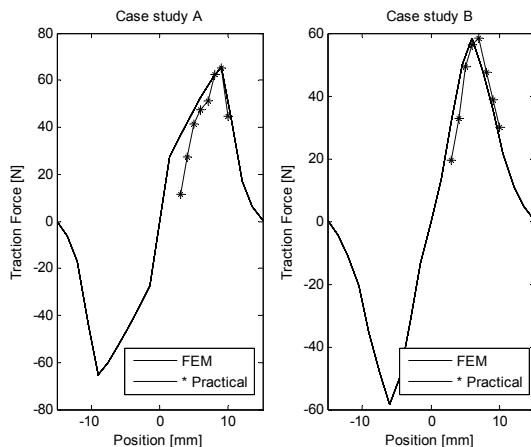 Case study A
Case study B
Traction Force [N]
80
60
40
20
0
-20
-40
-60
-80
-10
0
10
Position [mm]
FEM
* Practical
Traction Force [N]
60
40
20
0
-20
-40
-60
-10
0
10
Position [mm]
FEM
* Practical